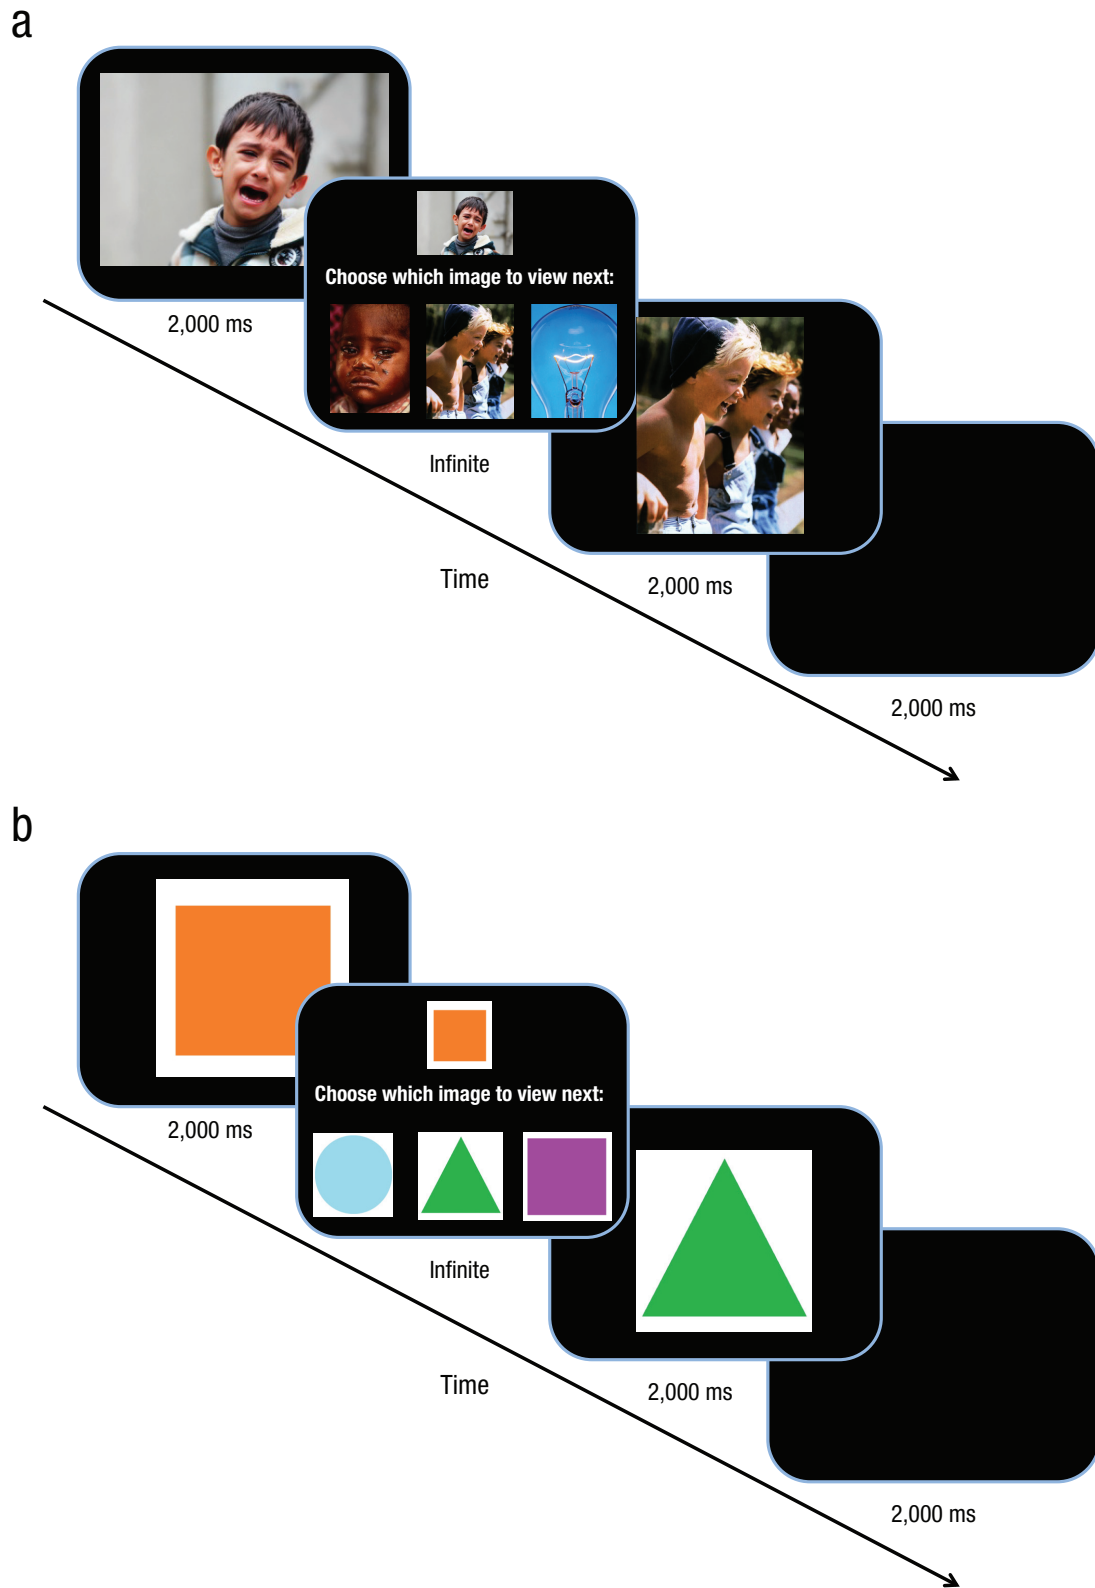 a
Choose which image to view next:
2,000 ms
Infinite
Time
2,000 ms
2,000 ms
b
Choose which image to view next:
2,000 ms
Infinite
Time
2,000 ms
2,000 ms